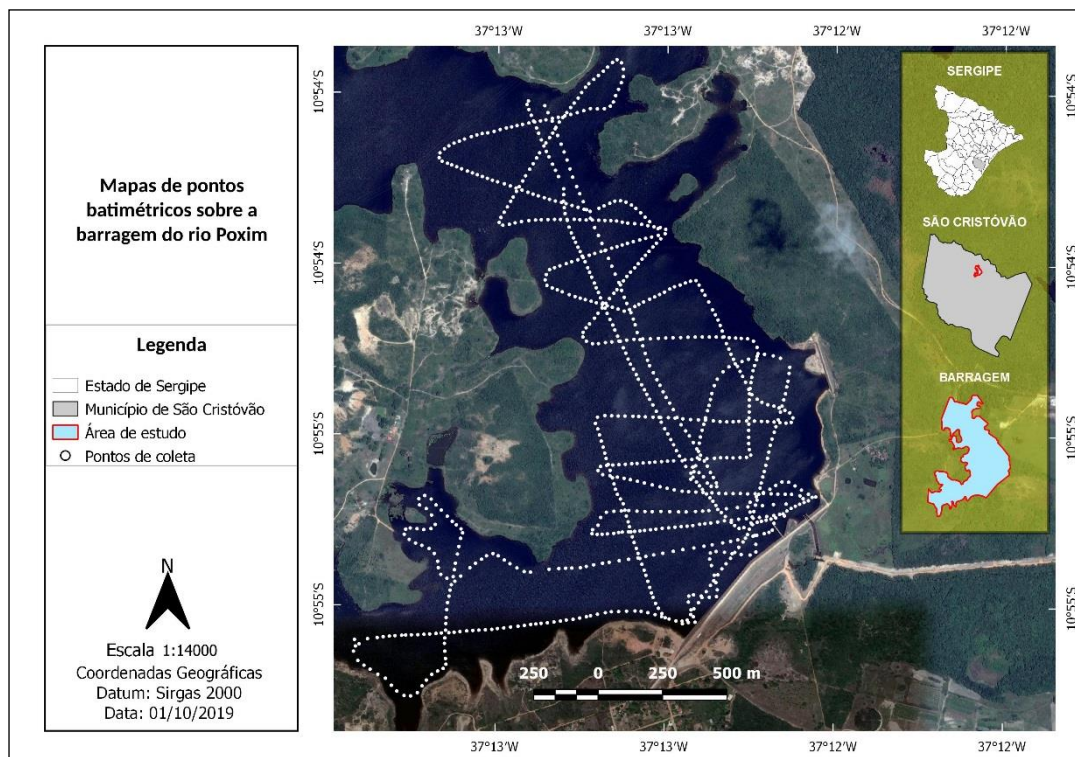 Mapas de pontos
batimétricos sobre a
barragem do rio Poxim
Legenda
Estado de Sergipe
Município de São Cristóvão
Área de estudo
Pontos de coleta
N
Escala 1:14000
Coordenadas Geográficas
Datum: Sirgas 2000
Data: 01/10/2019
37°13'W 37°13'W 37°12'W 37°12'W
10°54'S 10°54'S
10°54'S 10°54'S
10°55'S 10°55'S
10°55'S 10°55'S
SERGIPE
SÃO CRISTÓVÃO
BARRAGEM
250 0 250 500 m
37°13'W 37°13'W 37°12'W 37°12'W